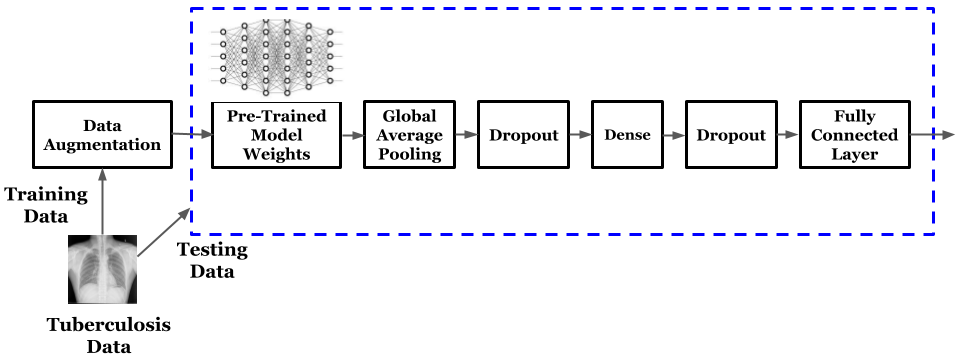 Data
Augmentation
Pre-Trained
Model
Weights
Global
Average
Pooling
Dropout
Dense
Dropout
Fully
Connected
Layer
Training
Data
Testing
Data
Tuberculosis
Data